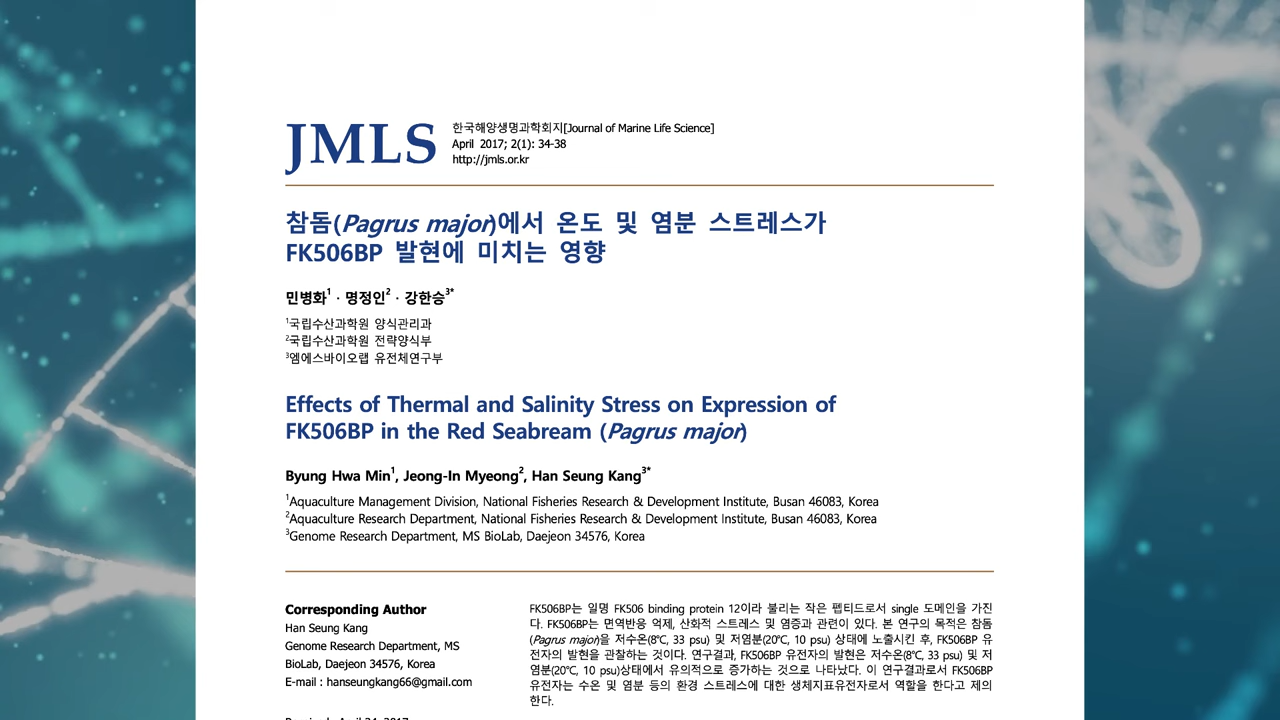 JMLS
한국해양생명과학회지[Journal of Marine Life Science]
April 2017; 2(1): 34-38
http://jmls.or.kr
참돔(Pagrus major)에서 온도 및 염분 스트레스가
FK506BP 발현에 미치는 영향
민병화1 · 명정인2 · 강한승3*
1국립수산과학원 양식관리과
2국립수산과학원 전략양식부
3엠에스바이오랩 유전체연구부
Effects of Thermal and Salinity Stress on Expression of
FK506BP in the Red Seabream (Pagrus major)
Byung Hwa Min1, Jeong-In Myeong2, Han Seung Kang3*
1Aquaculture Management Division, National Fisheries Research & Development Institute, Busan 46083, Korea
2Aquaculture Research Department, National Fisheries Research & Development Institute, Busan 46083, Korea
3Genome Research Department, MS BioLab, Daejeon 34576, Korea
Corresponding Author
Han Seung Kang
Genome Research Department, MS
BioLab, Daejeon 34576, Korea
E-mail : hanseungkang66@gmail.com
Received: April 24, 2017
FK506BP는 일명 FK506 binding protein 12이라 불리는 작은 펩티드로서 single 도메인을 가진
다. FK506BP는 면역반응 억제, 산화적 스트레스 및 염증과 관련이 있다. 본 연구의 목적은 참돔
(Pagrus major)을 저수온(8℃, 33 psu) 및 저염분(20℃, 10 psu) 상태에 노출시킨 후, FK506BP 유
전자의 발현을 관찰하는 것이다. 연구결과, FK506BP 유전자의 발현은 저수온(8℃, 33 psu) 및 저
염분(20℃, 10 psu)상태에서 유의적으로 증가하는 것으로 나타났다. 이 연구결과로서 FK506BP
유전자는 수온 및 염분 등의 환경 스트레스에 대한 생체지표유전자로서 역할을 한다고 제의
한다.